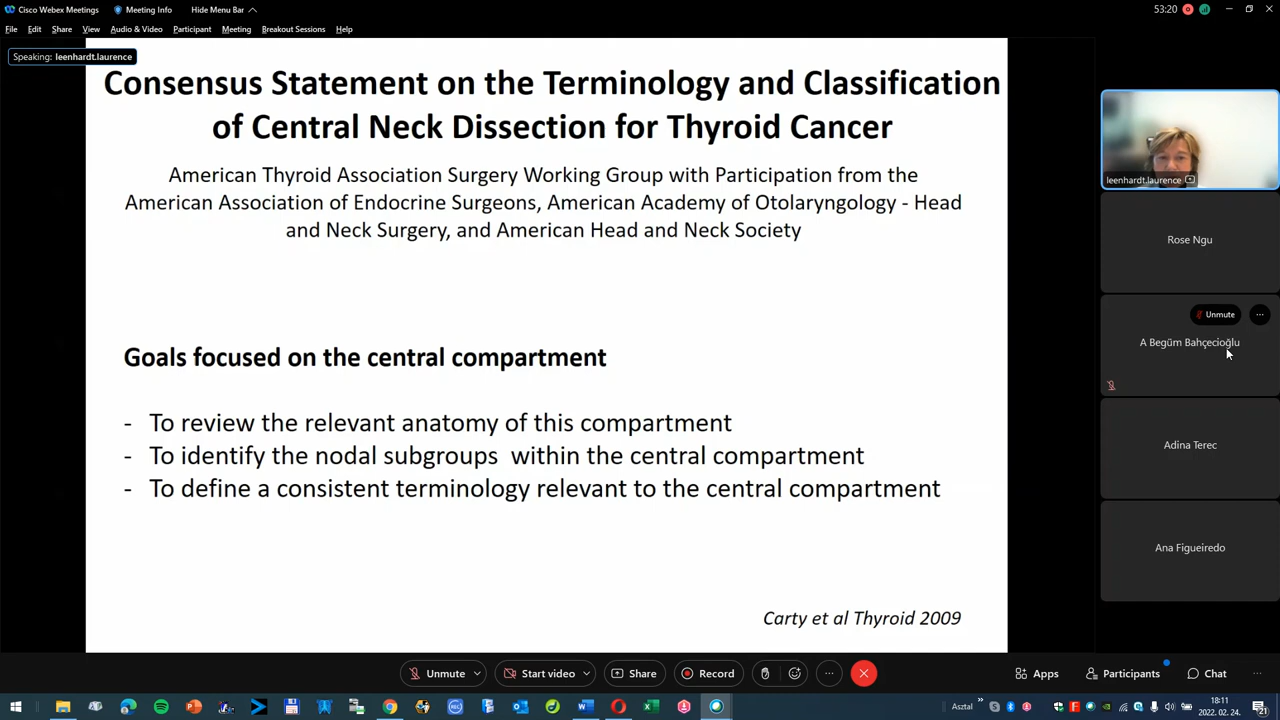 Cisco Webex Meetings
Meeting Info
Hide Menu Bar
53:20
File Edit Share View Audio & Video Participant Meeting Breakout Sessions Help
Speaking: leenhardt.laurence
Consensus Statement on the Terminology and Classification
of Central Neck Dissection for Thyroid Cancer
American Thyroid Association Surgery Working Group with Participation from the
American Association of Endocrine Surgeons, American Academy of Otolaryngology - Head
and Neck Surgery, and American Head and Neck Society
Goals focused on the central compartment
- To review the relevant anatomy of this compartment
- To identify the nodal subgroups within the central compartment
- To define a consistent terminology relevant to the central compartment
Carty et al Thyroid 2009
leenhardt.laurence
Rose Ngu
Unmute
A Begüm Bahçecioğlu
Adina Terec
Ana Figueiredo
Unmute
Start video
Share
Record
Apps
Participants
Chat
Asztal
18:11
2022. 02. 24.